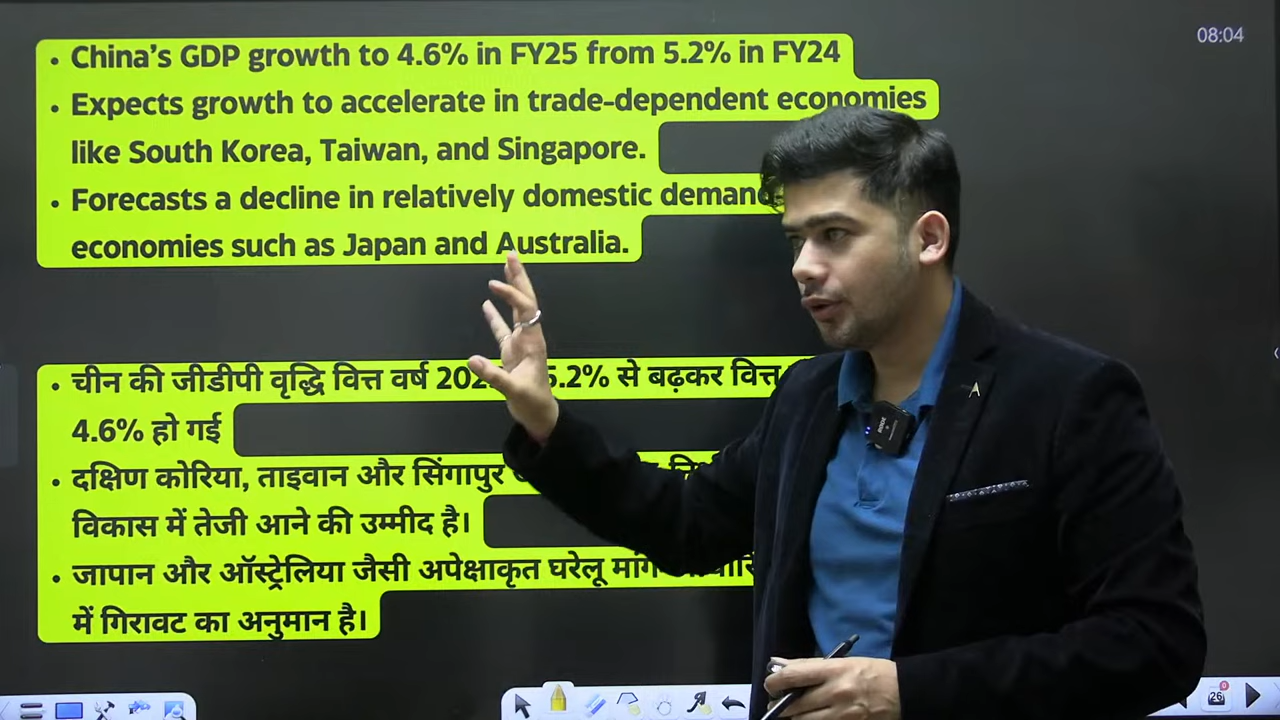 08:04
• China's GDP growth to 4.6% in FY25 from 5.2% in FY24
• Expects growth to accelerate in trade-dependent economies
like South Korea, Taiwan, and Singapore.
• Forecasts a decline in relatively domestic demand
economies such as Japan and Australia.
• चीन की जीडीपी वृद्धि वित्त वर्ष 5.2% से बढ़कर वित्त
4.6% हो गई
• दक्षिण कोरिया, ताइवान और सिंगापुर
विकास में तेजी आने की उम्मीद है।
• जापान और ऑस्ट्रेलिया जैसी अपेक्षाकृत घरेलू मांग
में गिरावट का अनुमान है।
A
RODE
26